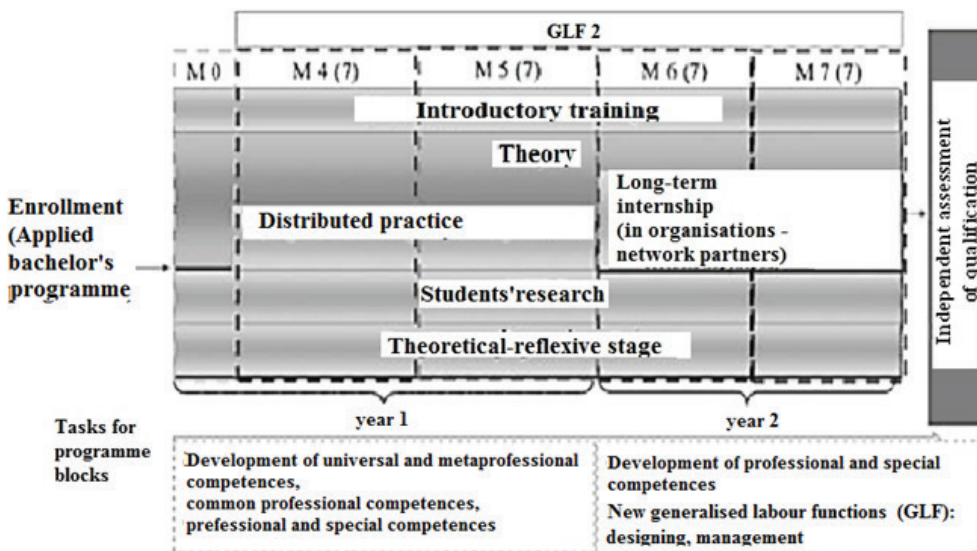 GLF 2
M 0
M 4 (7)
M 5 (7)
M 6 (7)
M 7 (7)
Introductory training
Theory
Enrollment
(Applied
bachelor's
programme)
Distributed practice
Long-term
internship
(in organisations -
network partners)
Students'research
Theoretical-reflexive stage
Independent assessment
of qualification
year 1
year 2
Tasks for
programme
blocks
Development of universal and metaprofessional
competences,
common professional competences,
prefessional and special competences
Development of professional and special
competences
New generalised labour functions (GLF):
designing, management